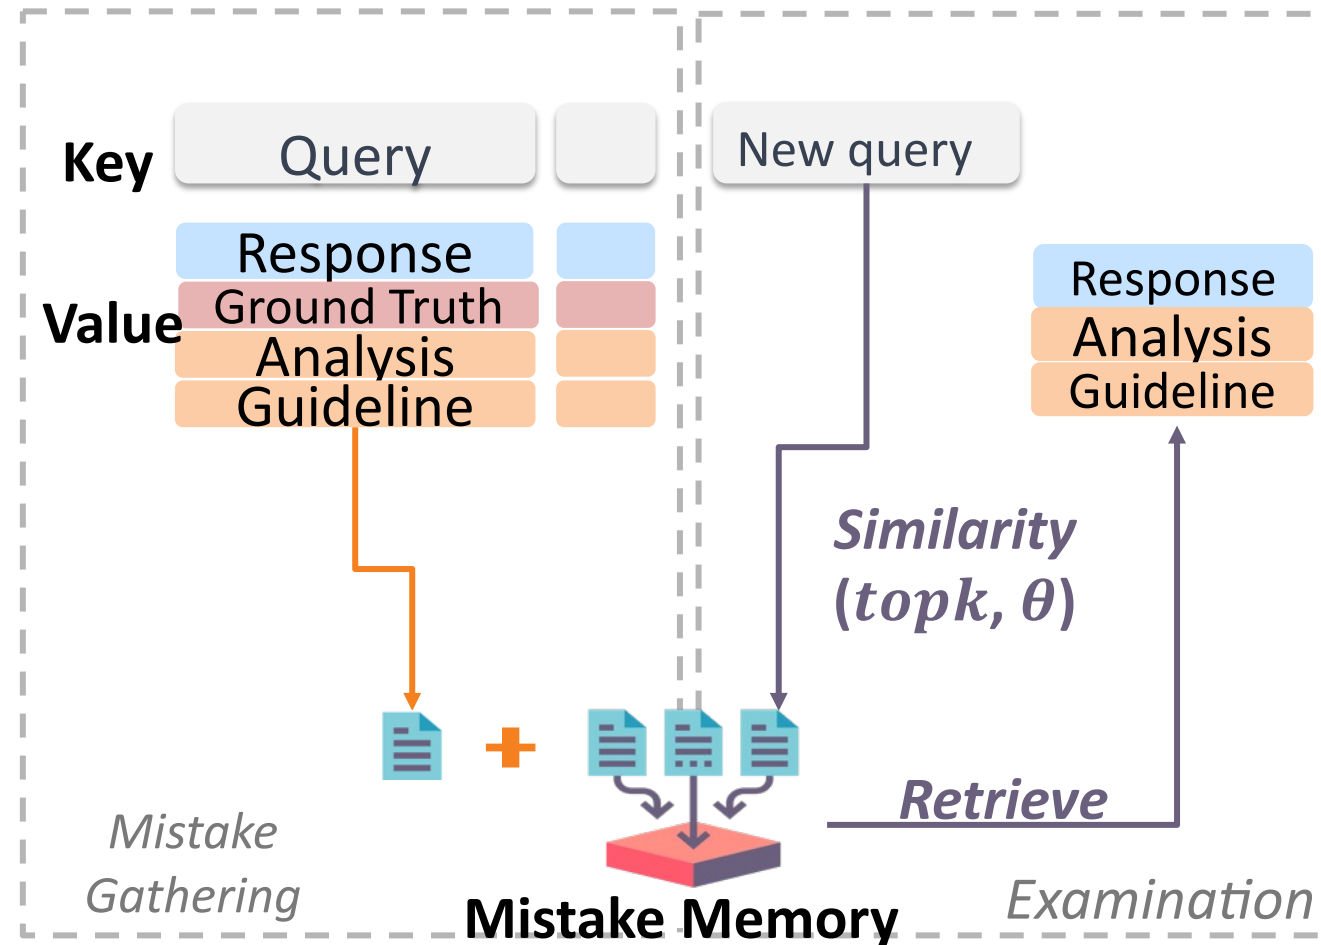 Key
Query
Value
Response
Ground Truth
Analysis
Guideline
Mistake
Gathering
New query
Similarity
(topk, θ)
Response
Analysis
Guideline
Retrieve
Examination
Mistake Memory